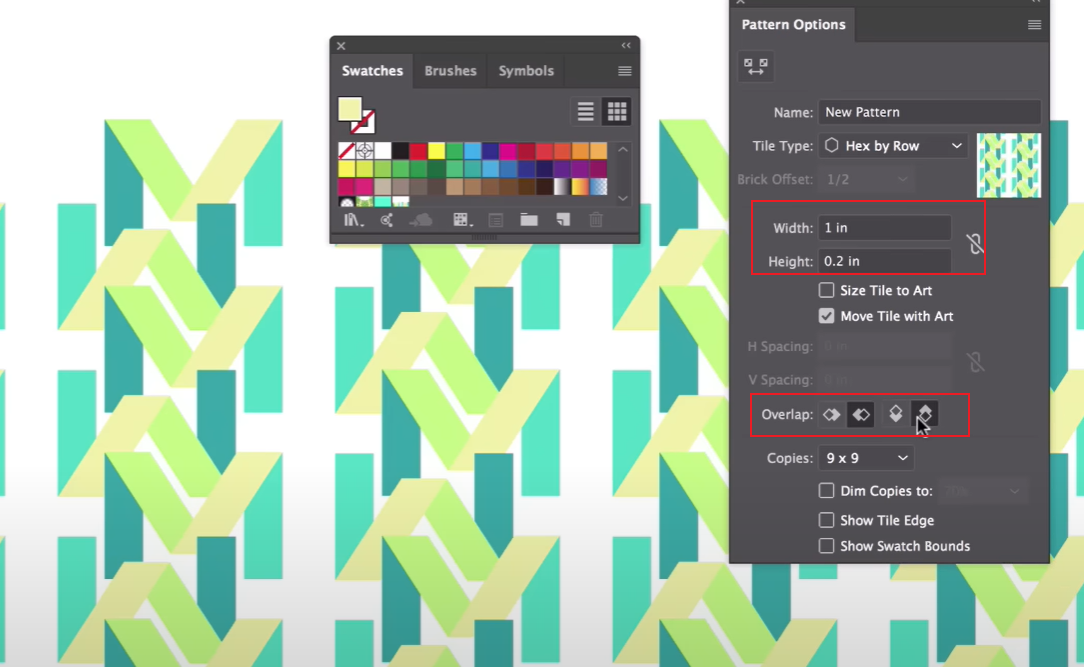 Pattern Options
Swatches Brushes Symbols
Name: New Pattern
Tile Type: Hex by Row
Brick Offset: 1/2
Width: 1 in
Height: 0.2 in
Size Tile to Art
Move Tile with Art
H Spacing: 0 in
V Spacing: 0 in
Overlap:
Copies: 9 x 9
Dim Copies to: 70%
Show Tile Edge
Show Swatch Bounds